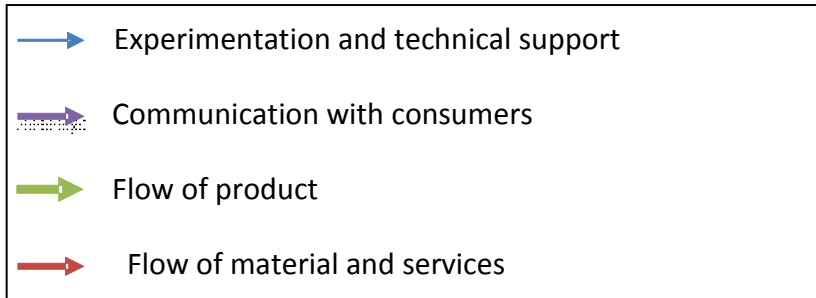 Experimentation and technical support
Communication with consumers
Flow of product
Flow of material and services